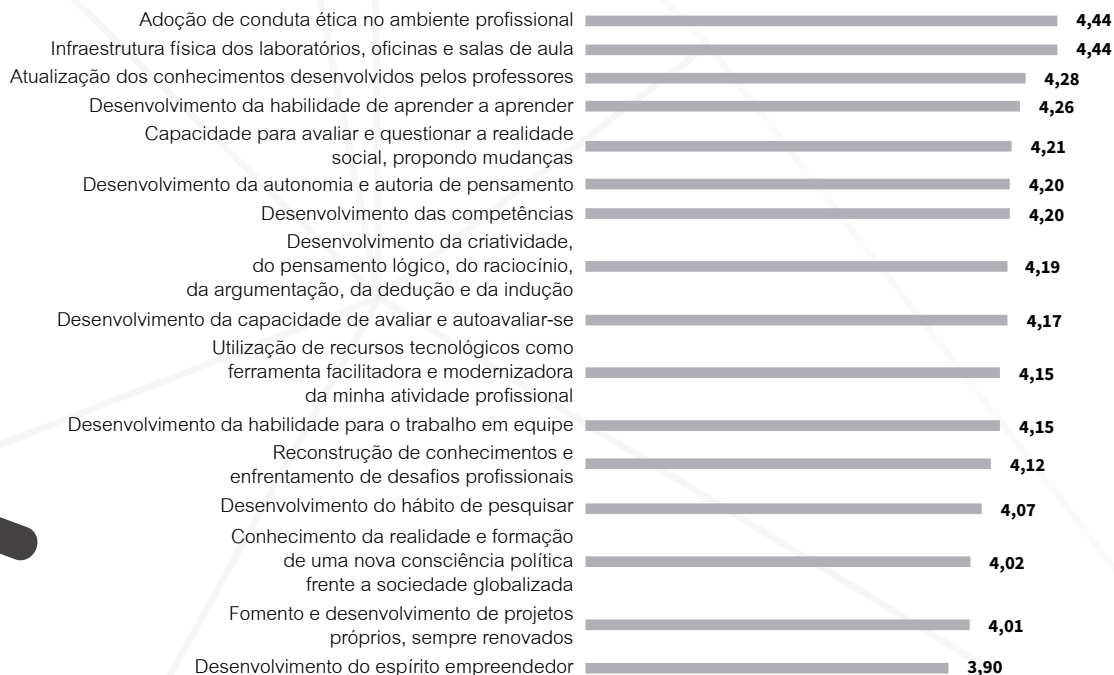 Adoção de conduta ética no ambiente profissional 4,44
Infraestrutura física dos laboratórios, oficinas e salas de aula 4,44
Atualização dos conhecimentos desenvolvidos pelos professores 4,28
Desenvolvimento da habilidade de aprender a aprender 4,26
Capacidade para avaliar e questionar a realidade
social, propondo mudanças 4,21
Desenvolvimento da autonomia e autoria de pensamento 4,20
Desenvolvimento das competências 4,20
Desenvolvimento da criatividade,
do pensamento lógico, do raciocínio, 4,19
da argumentação, da dedução e da indução
Desenvolvimento da capacidade de avaliar e autoavaliar-se 4,17
Utilização de recursos tecnológicos como
ferramenta facilitadora e modernizadora 4,15
da minha atividade profissional
Desenvolvimento da habilidade para o trabalho em equipe 4,15
Reconstrução de conhecimentos e
enfrentamento de desafios profissionais 4,12
Desenvolvimento do hábito de pesquisar 4,07
Conhecimento da realidade e formação
de uma nova consciência política 4,02
frente a sociedade globalizada
Fomento e desenvolvimento de projetos
próprios, sempre renovados 4,01
Desenvolvimento do espírito empreendedor 3,90